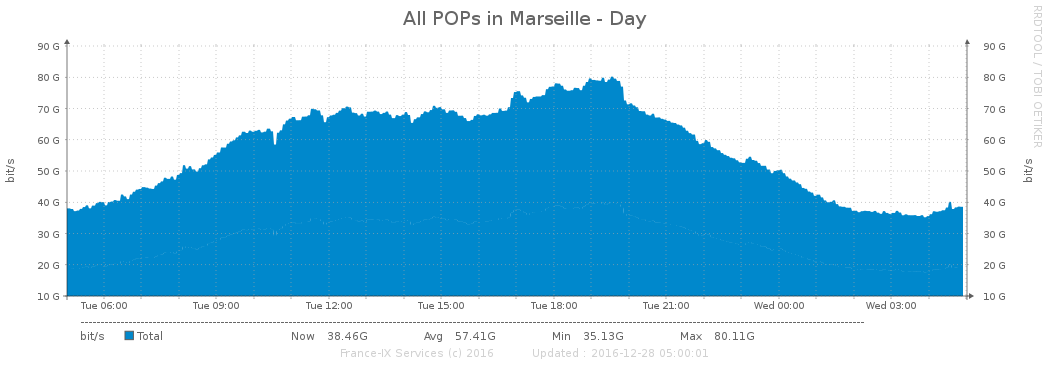 All POPs in Marseille - Day
RRDTOOL / TOBI OETIKER
90 G 90 G
80 G 80 G
70 G 70 G
60 G 60 G
50 G 50 G
40 G 40 G
30 G 30 G
20 G 20 G
10 G 10 G
bit/s
bit/s
Tue 06:00 Tue 09:00 Tue 12:00 Tue 15:00 Tue 18:00 Tue 21:00 Wed 00:00 Wed 03:00
bit/s Total Now 38.46G Avg 57.41G Min 35.13G Max 80.11G
France-IX Services (c) 2016 Updated : 2016-12-28 05:00:01